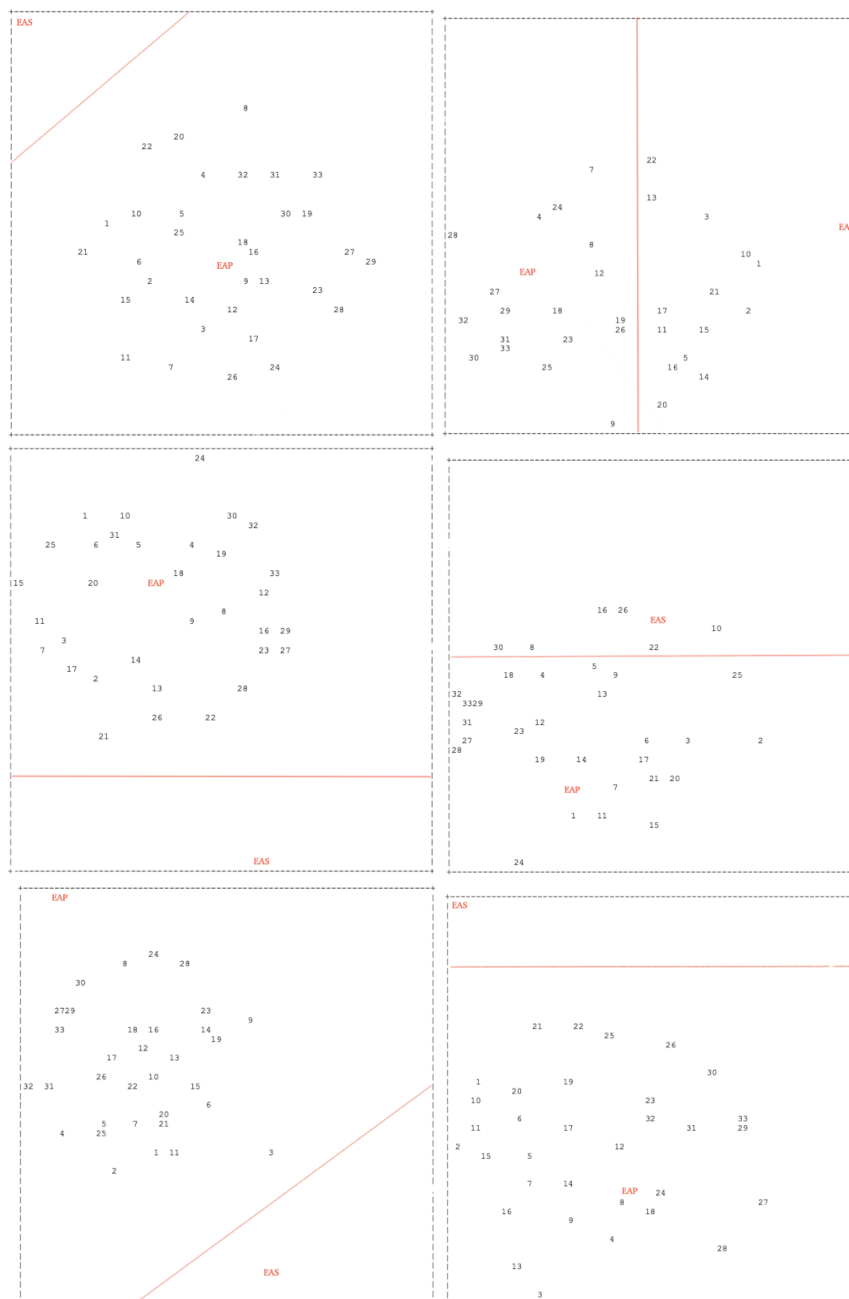 EAS
8
20
22
4 32 31 33
10 5 30 19
1
25
18
21 16 27
6 EAP 29
2 9 13
23
15 14
12 28
3
17
11
7 24
26
22
7
13
24
4 3
EA
28
8
10
1
EAP 12
27 21
29 18 17 2
32 19
26 11 15
31 23
33
30 5
25 16
14
20
9
24
1 10 30
32
31
25 6 5 4
19
18 33
15 20 EAP
12
8
11 9
16 29
3
7 23 27
14
17
2
13 28
26 22
21
EAS
16 26
EAS
10
30 8 22
5
18 4 9 25
32 13
3329
31 12
23
27 6 3 2
28
19 14 17
21 20
EAP 7
1 11
15
24
EAP
24
8 28
30
2729 23
9
33 18 16 14
19
12
17 13
26 10
32 31 22 15
6
20
5 7 21
4 25
1 11 3
2
EAS
EAS
21 22
25
26
30
1 19
20
10 23
6 32 33
11 17 31 29
2 12
15 5
7 14
EAP 24
8 27
16 18
9
4
28
13
3